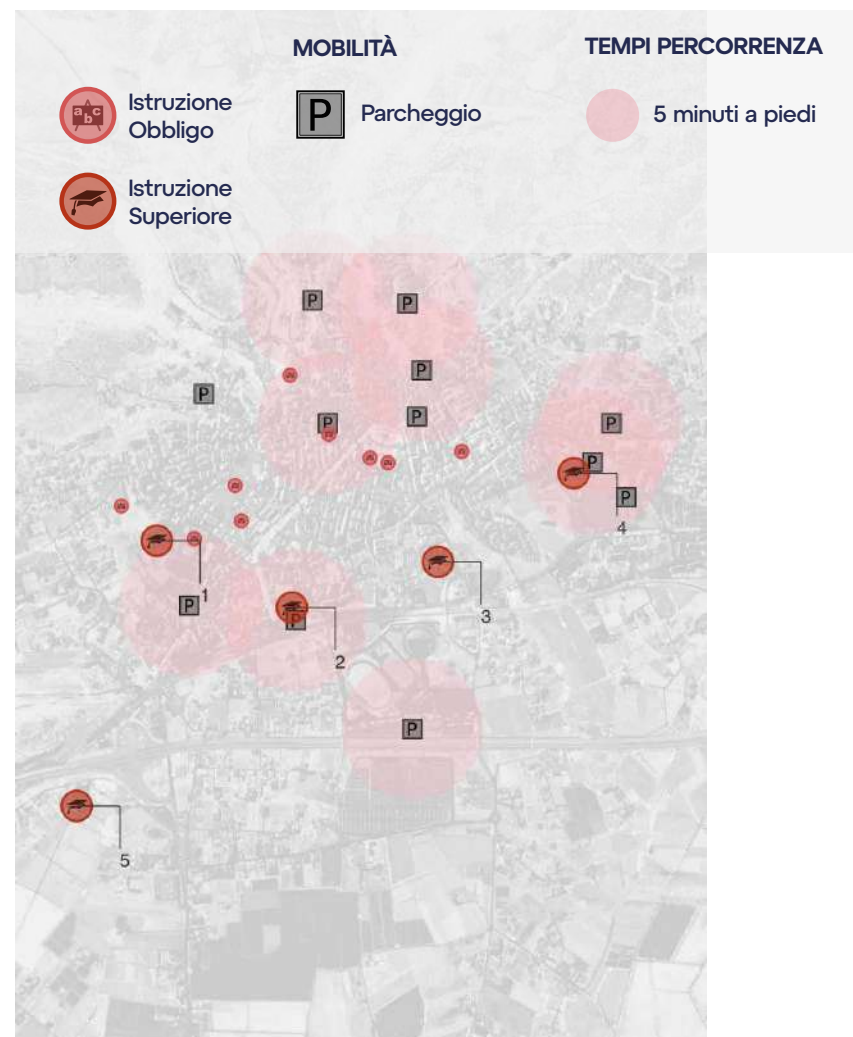 MOBILITÀ
TEMPI PERCORRENZA
a b c
Istruzione
Obbligo
P
Parcheggio
5 minuti a piedi
Istruzione
Superiore
P
P
P
P
P
P
P
P
4
P
1
P
P
3
2
P
5